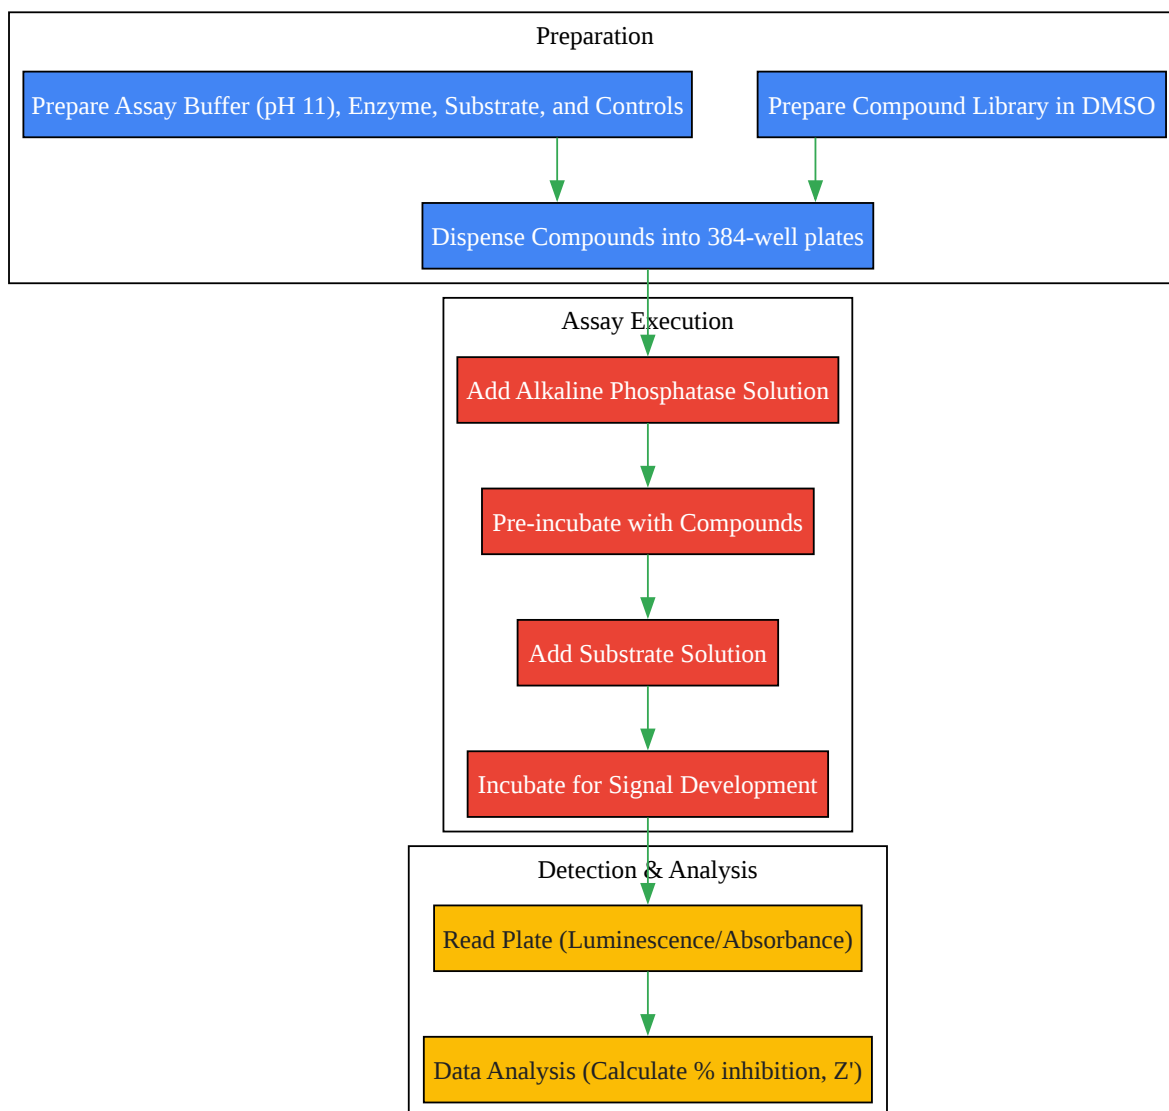 Preparation
Prepare Assay Buffer (pH 11), Enzyme, Substrate, and Controls
Prepare Compound Library in DMSO
Dispense Compounds into 384-well plates
Assay Execution
Add Alkaline Phosphatase Solution
Pre-incubate with Compounds
Add Substrate Solution
Incubate for Signal Development
Detection & Analysis
Read Plate (Luminescence/Absorbance)
Data Analysis (Calculate % inhibition, Z')